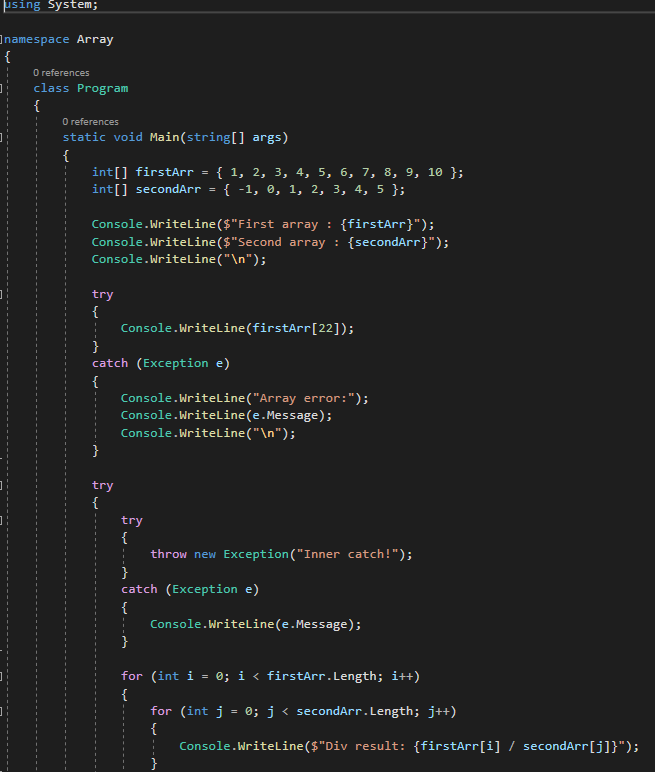 using System;
namespace Array
{
0 references
class Program
{
0 references
static void Main(string[] args)
{
int[] firstArr = { 1, 2, 3, 4, 5, 6, 7, 8, 9, 10 };
int[] secondArr = { -1, 0, 1, 2, 3, 4, 5 };
Console.WriteLine($"First array : {firstArr}");
Console.WriteLine($"Second array : {secondArr}");
Console.WriteLine("\n");
try
{
Console.WriteLine(firstArr[22]);
}
catch (Exception e)
{
Console.WriteLine("Array error:");
Console.WriteLine(e.Message);
Console.WriteLine("\n");
}
try
{
try
{
throw new Exception("Inner catch!");
}
catch (Exception e)
{
Console.WriteLine(e.Message);
}
for (int i = 0; i < firstArr.Length; i++)
{
for (int j = 0; j < secondArr.Length; j++)
{
Console.WriteLine($"Div result: {firstArr[i] / secondArr[j]}");
}